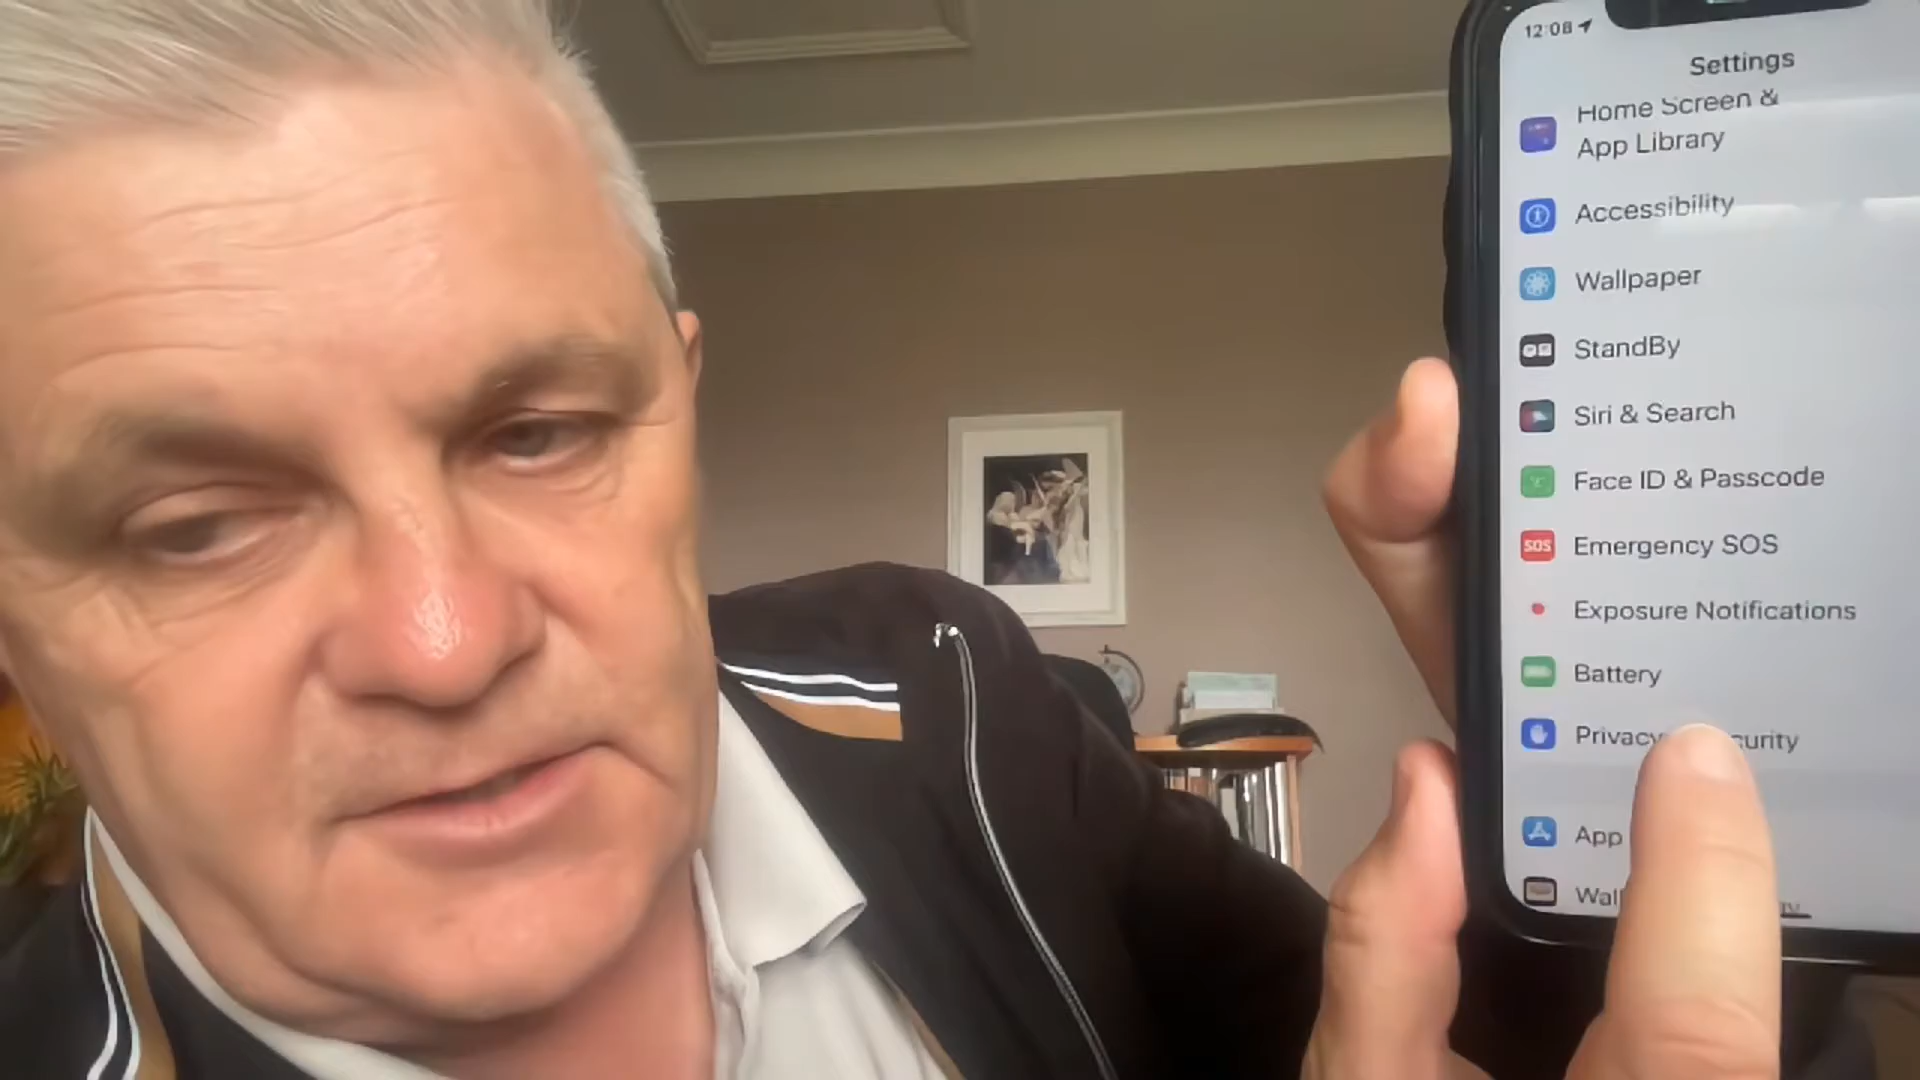 12:08
Settings
Home Screen &
App Library
Accessibility
Wallpaper
StandBy
Siri & Search
Face ID & Passcode
SOS
Emergency SOS
Exposure Notifications
Battery
Privacy
App